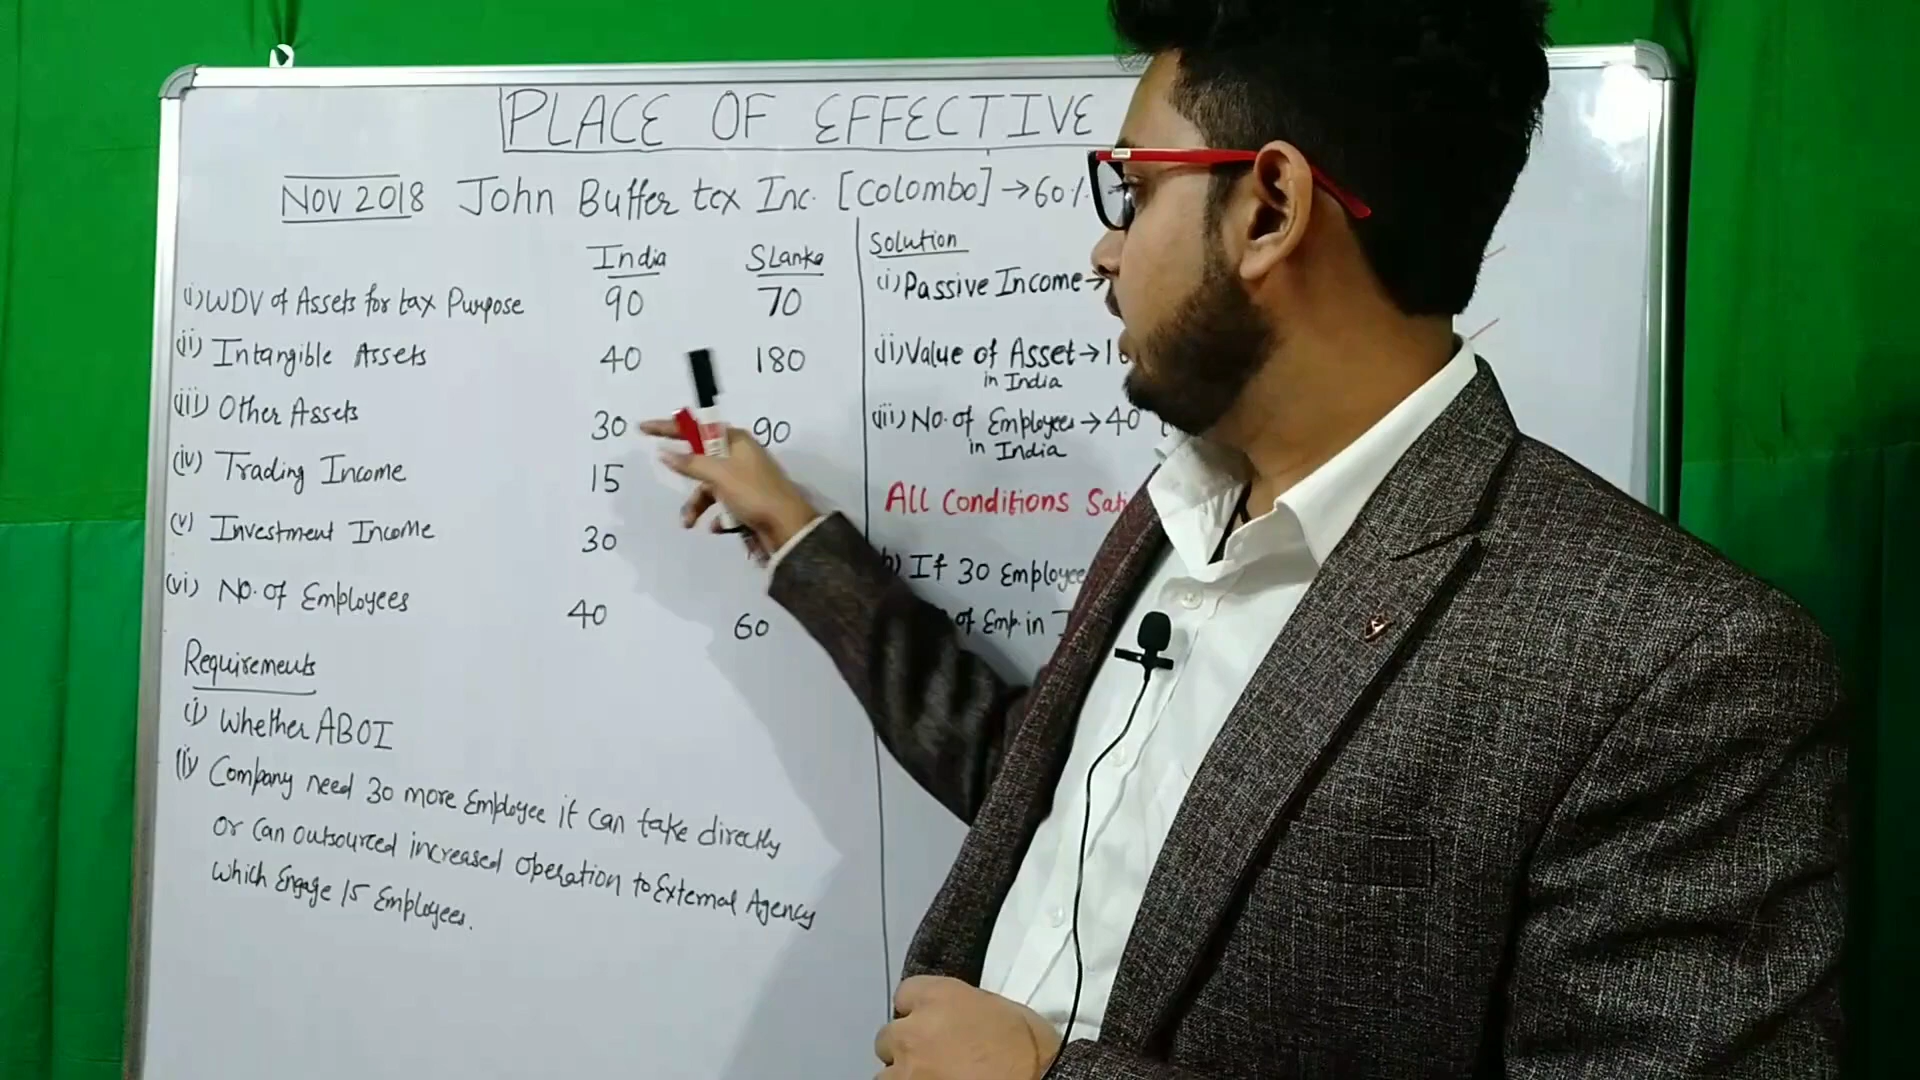 PLACE OF EFFECTIVE
NOV 2018 John Buffer tex Inc. [Colombo] → 60%
India SLanka
(i) WDV of Assets for tax Purpose 90 70
(ii) Intangible Assets 40 180
(iii) Other Assets 30 90
(iv) Trading Income 15
(v) Investment Income 30
(vi) No. of Employees 40 60
Requirements
(i) Whether ABOI
(ii) Company need 30 more Employee it can take directly
or can outsourced increased operation to External Agency
which Engage 15 Employees.
Solution
(i) Passive Income →
(ii) Value of Asset →
in India
(iii) No. of Employees → 40
in India
All Conditions
If 30 Employee
of Emp. in